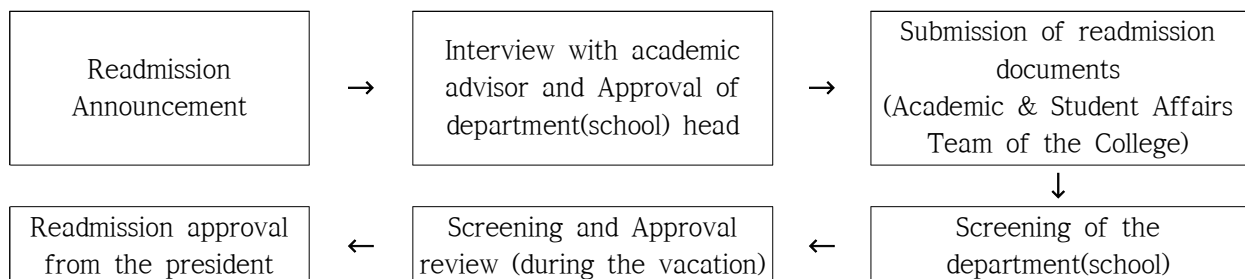 Readmission
Announcement
→
Interview with academic
advisor and Approval of
department(school) head
→
Submission of readmission
documents
(Academic & Student Affairs
Team of the College)
↓
Screening of the
department(school)
←
Screening and Approval
review (during the vacation)
←
Readmission approval
from the president